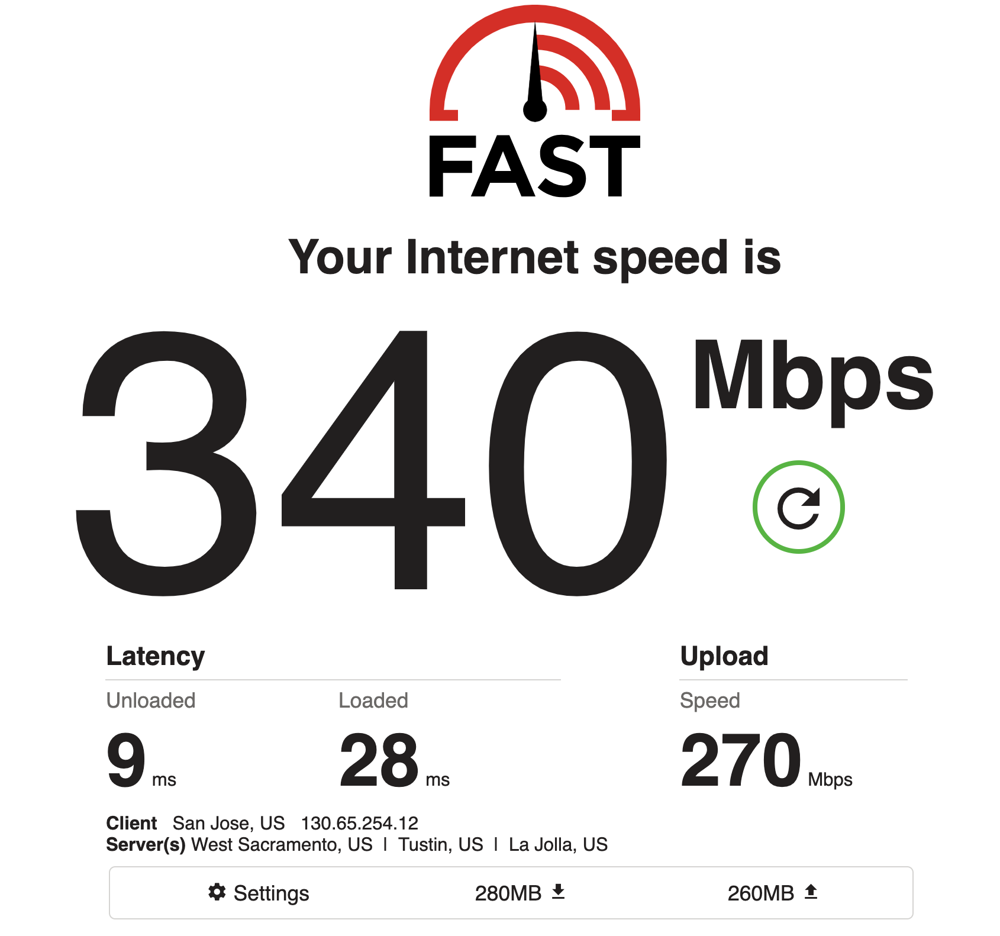 FAST
Your Internet speed is
340 Mbps
Latency
Upload
Unloaded
Loaded
Speed
9 ms
28 ms
270 Mbps
Client San Jose, US 130.65.254.12
Server(s) West Sacramento, US | Tustin, US | La Jolla, US
Settings
280MB
260MB